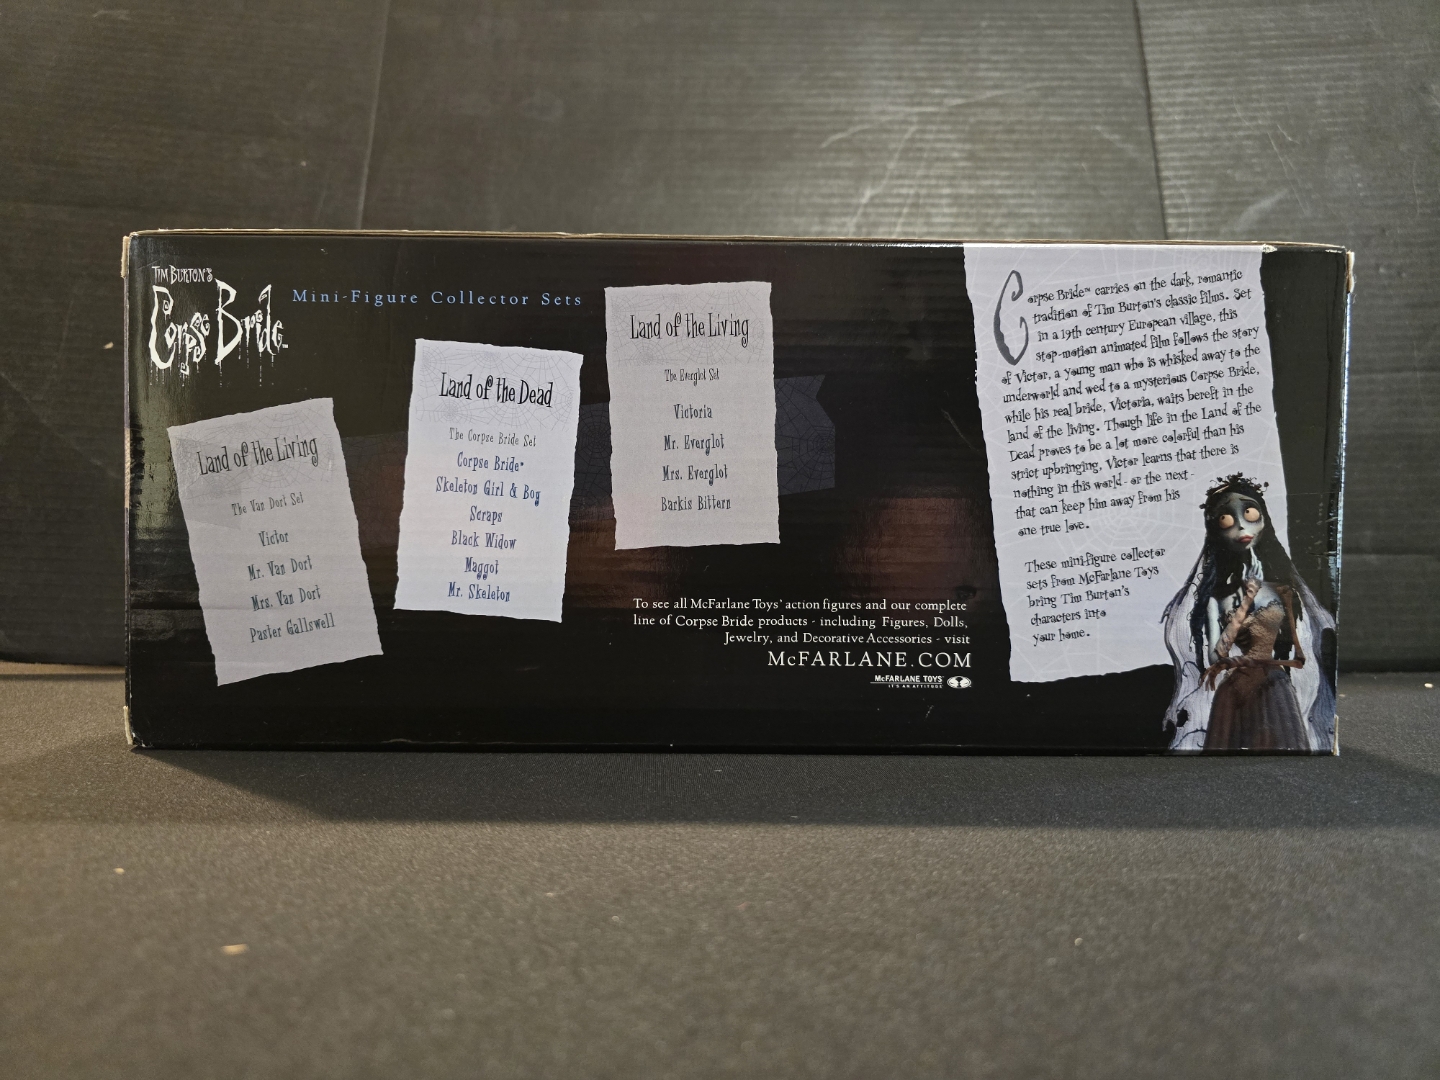 TIM BURTON'S
Corpse Bride™
Mini-Figure Collector Sets
Land of the Living
The Van Dort Set
Victor
Mr. Van Dort
Mrs. Van Dort
Paster Gallswell
Land of the Dead
The Corpse Bride Set
Corpse Bride*
Skeleton Girl & Boy
Scraps
Black Widow
Maggot
Mr. Skeleton
Land of the Living
The Everglot Set
Victoria
Mr. Everglot
Mrs. Everglot
Barkis Bittern
To see all McFarlane Toys' action figures and our complete
line of Corpse Bride products - including Figures, Dolls,
Jewelry, and Decorative Accessories - visit
McFARLANE.COM
McFARLANE TOYS
IT'S AN ATTITUDE
Corpse Bride™ carries on the dark, romantic
tradition of Tim Burton's classic films. Set
in a 19th century European village, this
stop-motion animated film follows the story
of Victor, a young man who is whisked away to the
underworld and wed to a mysterious Corpse Bride,
while his real bride, Victoria, waits bereft in the
land of the living. Though life in the Land of the
Dead proves to be a lot more colorful than his
strict upbringing, Victor learns that there is
nothing in this world - or the next -
that can keep him away from his
one true love.
These mini-figure collector
sets from McFarlane Toys
bring Tim Burton's
characters into
your home.